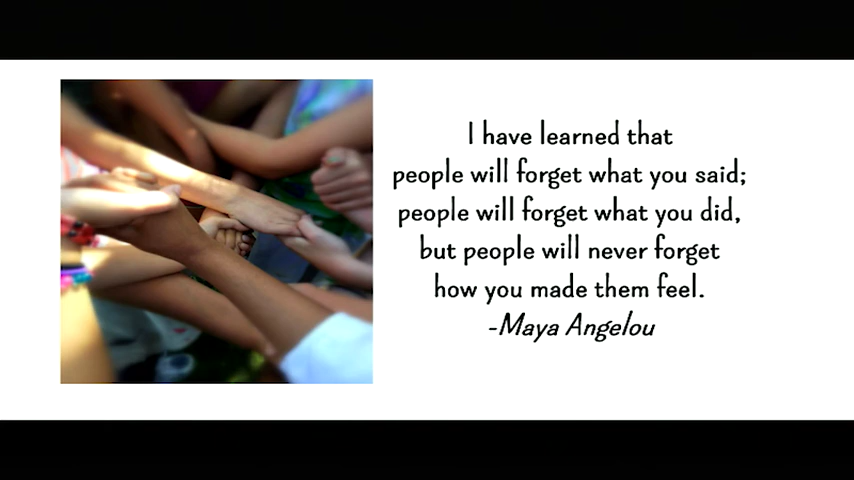 I have learned that
people will forget what you said;
people will forget what you did,
but people will never forget
how you made them feel.
-Maya Angelou